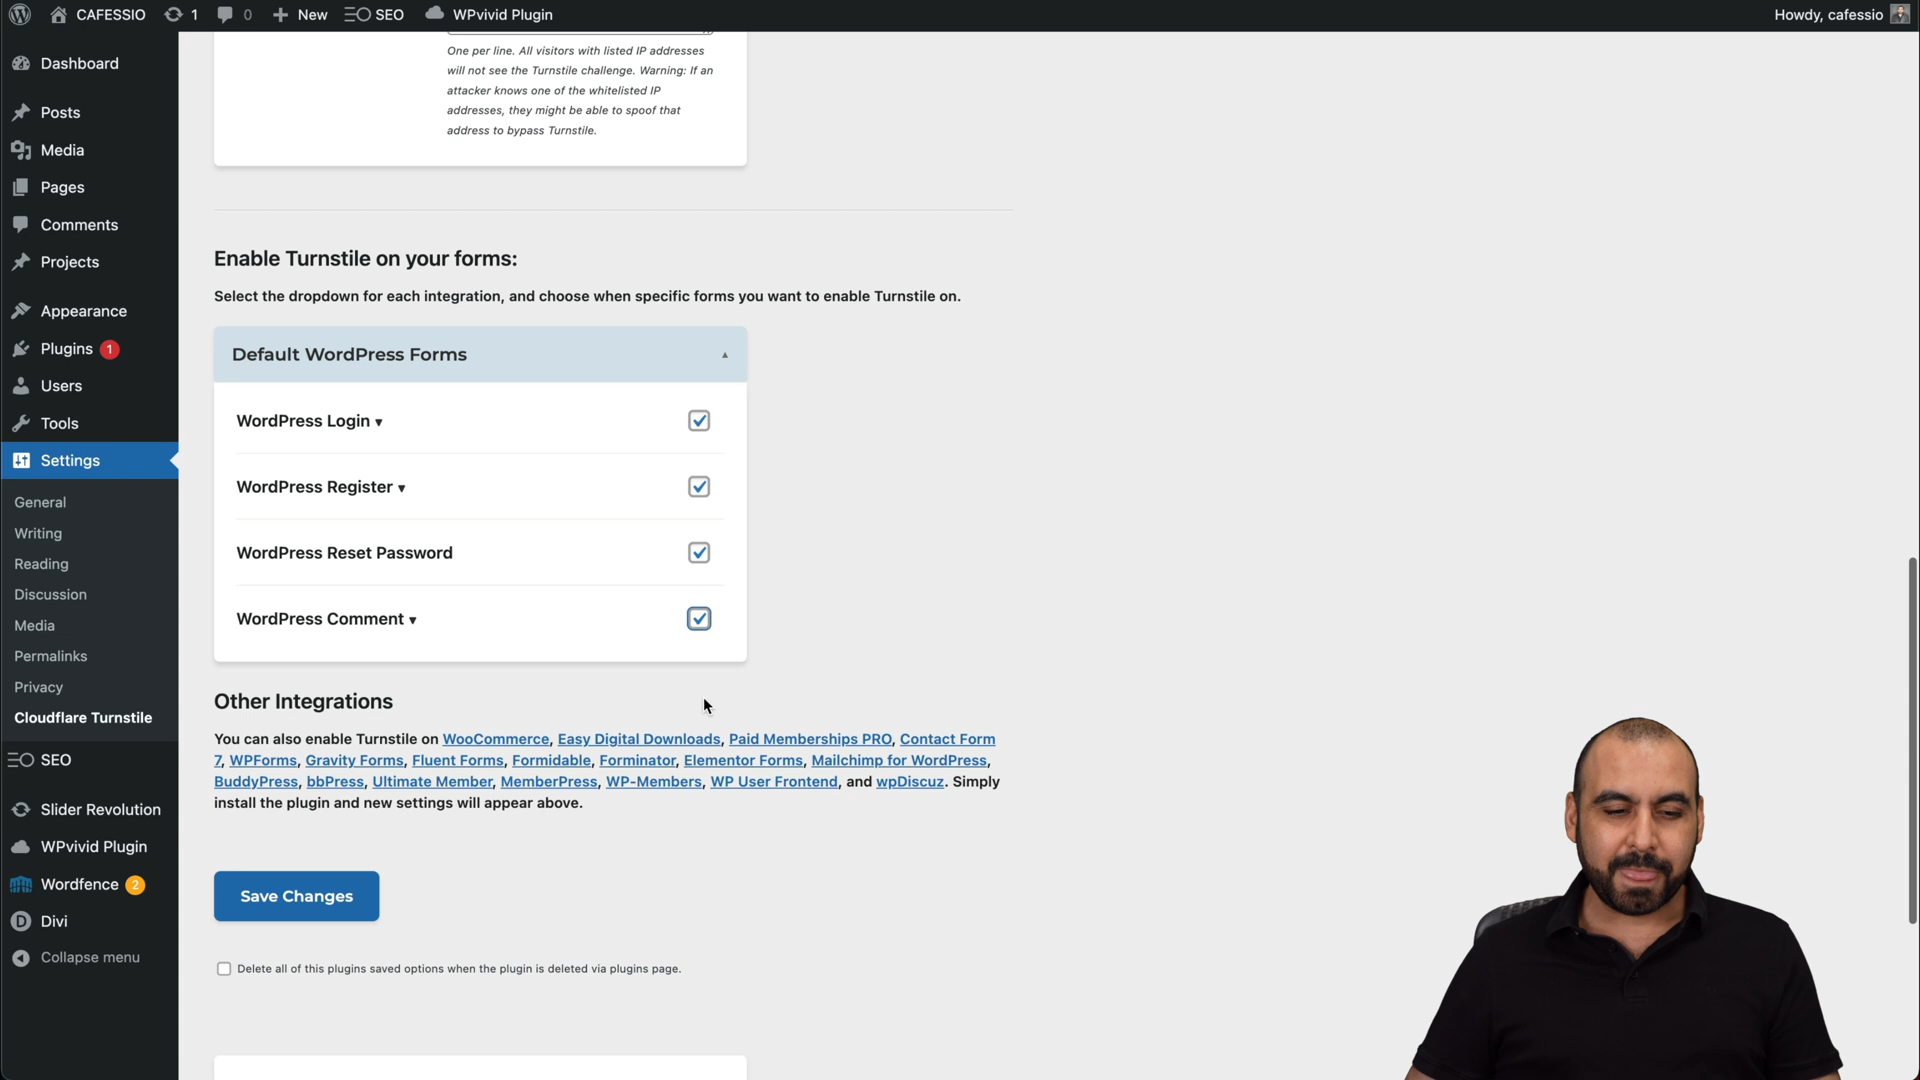 CAFESSIO 1 0 New SEO WPvivid Plugin Howdy, cafessio
Dashboard
Posts
Media
Pages
Comments
Projects
Appearance
Plugins 1
Users
Tools
Settings
General
Writing
Reading
Discussion
Media
Permalinks
Privacy
Cloudflare Turnstile
SEO
Slider Revolution
WPvivid Plugin
Wordfence 2
Divi
Collapse menu
One per line. All visitors with listed IP addresses
will not see the Turnstile challenge. Warning: If an
attacker knows one of the whitelisted IP
addresses, they might be able to spoof that
address to bypass Turnstile.
Enable Turnstile on your forms:
Select the dropdown for each integration, and choose when specific forms you want to enable Turnstile on.
Default WordPress Forms
WordPress Login
WordPress Register
WordPress Reset Password
WordPress Comment
Other Integrations
You can also enable Turnstile on WooCommerce, Easy Digital Downloads, Paid Memberships PRO, Contact Form
7, WPForms, Gravity Forms, Fluent Forms, Formidable, Forminator, Elementor Forms, Mailchimp for WordPress,
BuddyPress, bbPress, Ultimate Member, MemberPress, WP-Members, WP User Frontend, and wpDiscuz. Simply
install the plugin and new settings will appear above.
Save Changes
Delete all of this plugins saved options when the plugin is deleted via plugins page.